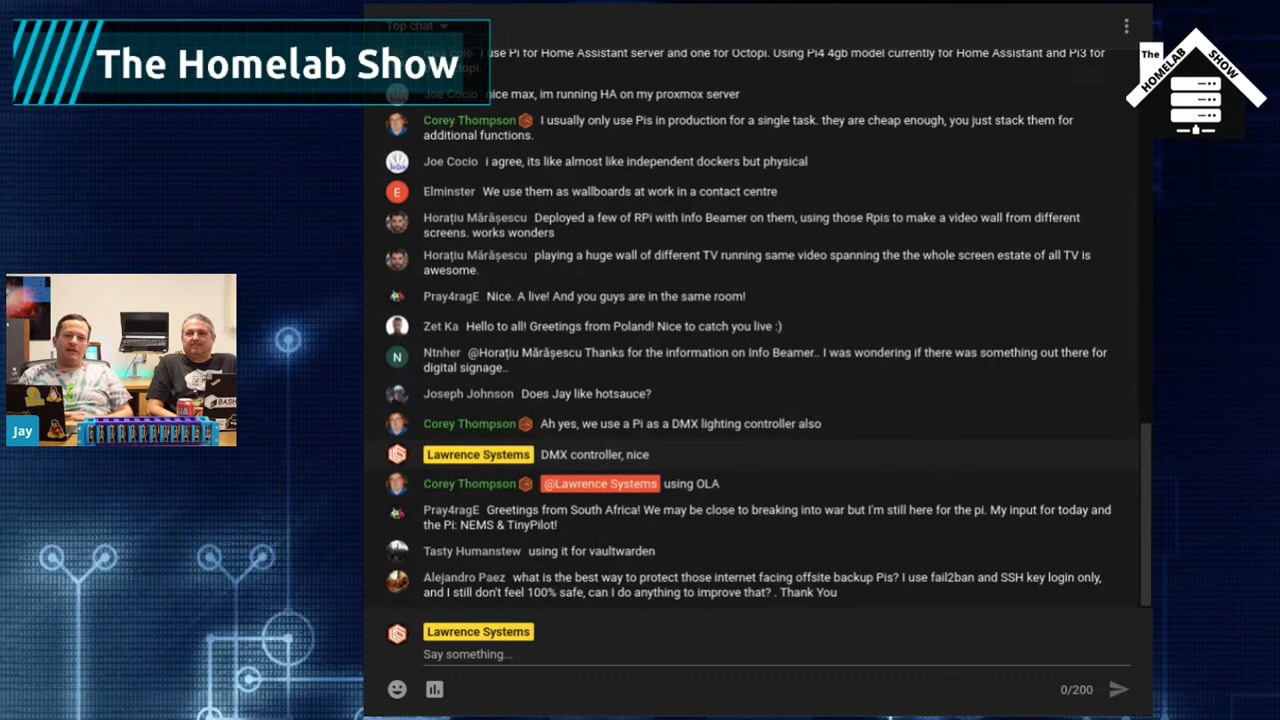 The Homelab Show
Top chat
I use Pi for Home Assistant server and one for Octopi. Using Pi4 4gb model currently for Home Assistant and Pi3 for
Octopi.
The
HOMELAB
SHOW
Joe Cocio nice max, im running HA on my proxmox server
Corey Thompson I usually only use Pis in production for a single task. they are cheap enough, you just stack them for
additional functions.
Joe Cocio i agree, its like almost like independent dockers but physical
E Elminster We use them as wallboards at work in a contact centre
Horațiu Mărășescu Deployed a few of RPi with Info Beamer on them, using those Rpis to make a video wall from different
screens. works wonders
Horațiu Mărășescu playing a huge wall of different TV running same video spanning the the whole screen estate of all TV is
awesome.
Pray4ragE Nice. A live! And you guys are in the same room!
Zet Ka Hello to all! Greetings from Poland! Nice to catch you live :)
N Ntnher @Horațiu Mărășescu Thanks for the information on Info Beamer.. I was wondering if there was something out there for
digital signage..
Joseph Johnson Does Jay like hotsauce?
BASH
Corey Thompson Ah yes, we use a Pi as a DMX lighting controller also
Jay
Lawrence Systems DMX controller, nice
Corey Thompson @Lawrence Systems using OLA
Pray4ragE Greetings from South Africa! We may be close to breaking into war but I'm still here for the pi. My input for today and
the Pi: NEMS & TinyPilot!
Tasty Humanstew using it for vaultwarden
Alejandro Paez what is the best way to protect those internet facing offsite backup Pis? I use fail2ban and SSH key login only,
and I still don't feel 100% safe, can I do anything to improve that? . Thank You
Lawrence Systems
Say something...
0/200